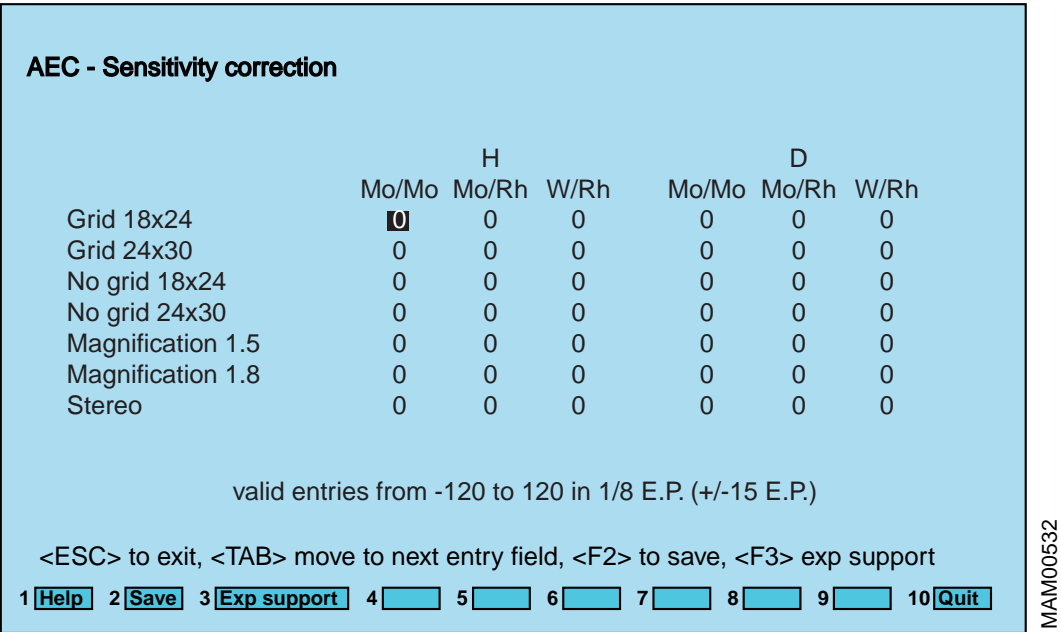 AEC - Sensitivity correction
H D
Mo/Mo Mo/Rh W/Rh Mo/Mo Mo/Rh W/Rh
Grid 18x24 0 0 0 0 0 0
Grid 24x30 0 0 0 0 0 0
No grid 18x24 0 0 0 0 0 0
No grid 24x30 0 0 0 0 0 0
Magnification 1.5 0 0 0 0 0 0
Magnification 1.8 0 0 0 0 0 0
Stereo 0 0 0 0 0 0
valid entries from -120 to 120 in 1/8 E.P. (+/-15 E.P.)
<ESC> to exit, <TAB> move to next entry field, <F2> to save, <F3> exp support
1 Help 2 Save 3 Exp support 4 5 6 7 8 9 10 Quit
MAM00532